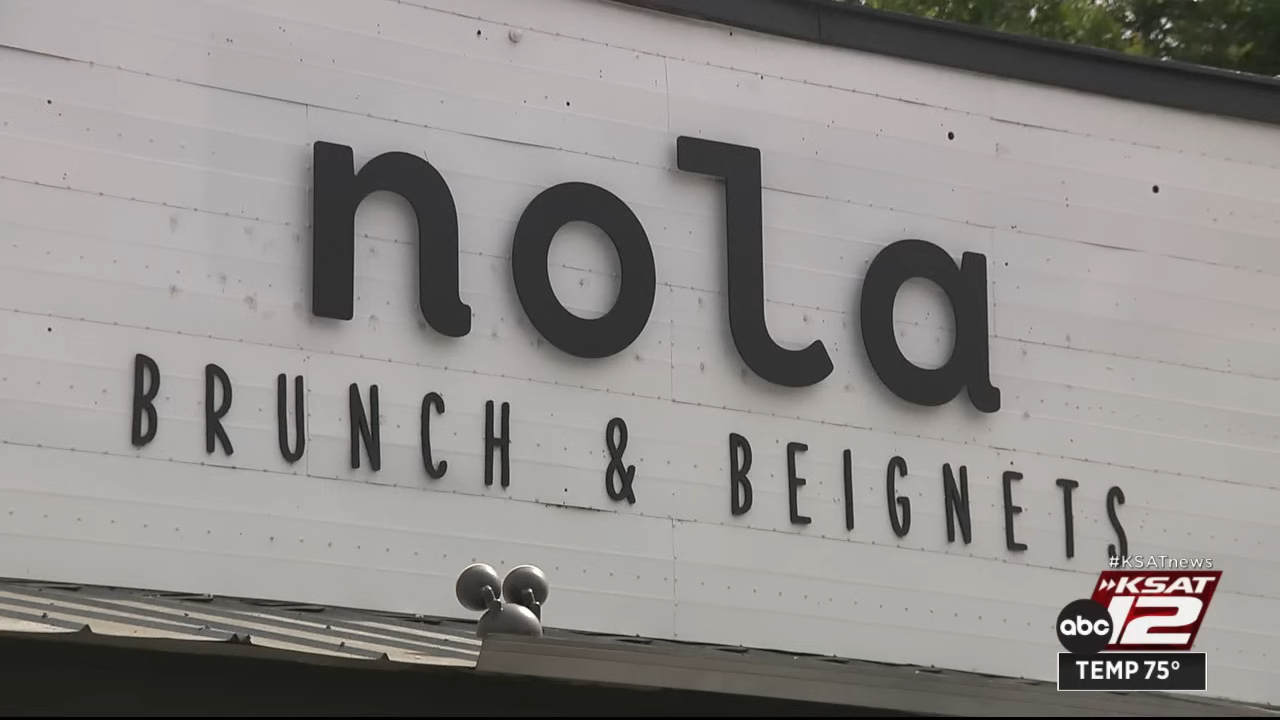 nola
BRUNCH & BEIGNETS
#KSATnews
KSAT
abc 12
TEMP 75°